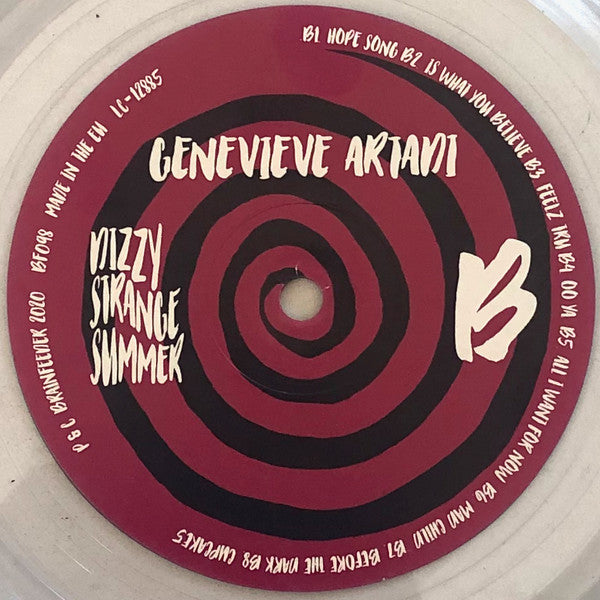 GENEVIEVE ARTADI
DIZZY
STRANGE
SUMMER
B
B1 HOPE SONG B2 IS WHAT YOU BELIEVE B3 FEELZ TRU B4 OO YA B5 ALL I WANT FOR NOW B6 MAD CHILD B7 BEFORE THE DARK B8 CUPCAKES
P & C BRAINFEEDER 2020 BF098 MADE IN THE EU LC-12885